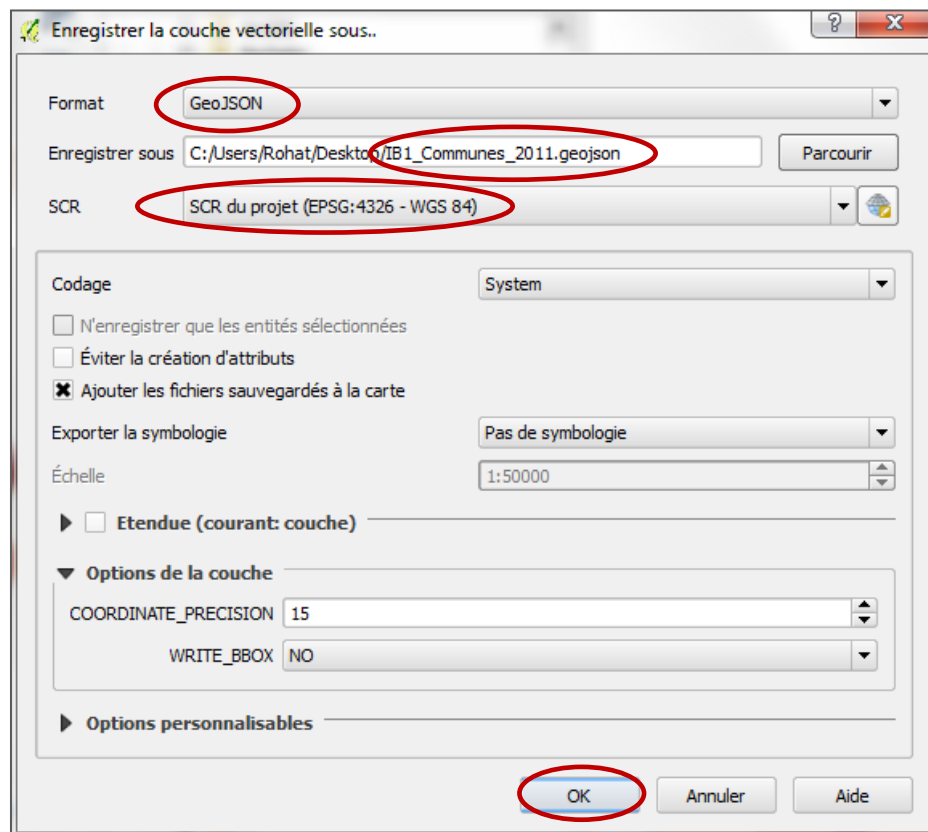 Enregistrer la couche vectorielle sous..
Format GeoJSON
Enregistrer sous C:/Users/Rohat/Desktop/IB1_Communes_2011.geojson Parcourir
SCR SCR du projet (EPSG:4326 - WGS 84)
Codage System
N'enregistrer que les entités sélectionnées
Éviter la création d'attributs
Ajouter les fichiers sauvegardés à la carte
Exporter la symbologie Pas de symbologie
Échelle 1:50000
Etendue (courant: couche)
Options de la couche
COORDINATE_PRECISION 15
WRITE_BBOX NO
Options personnalisables
OK Annuler Aide